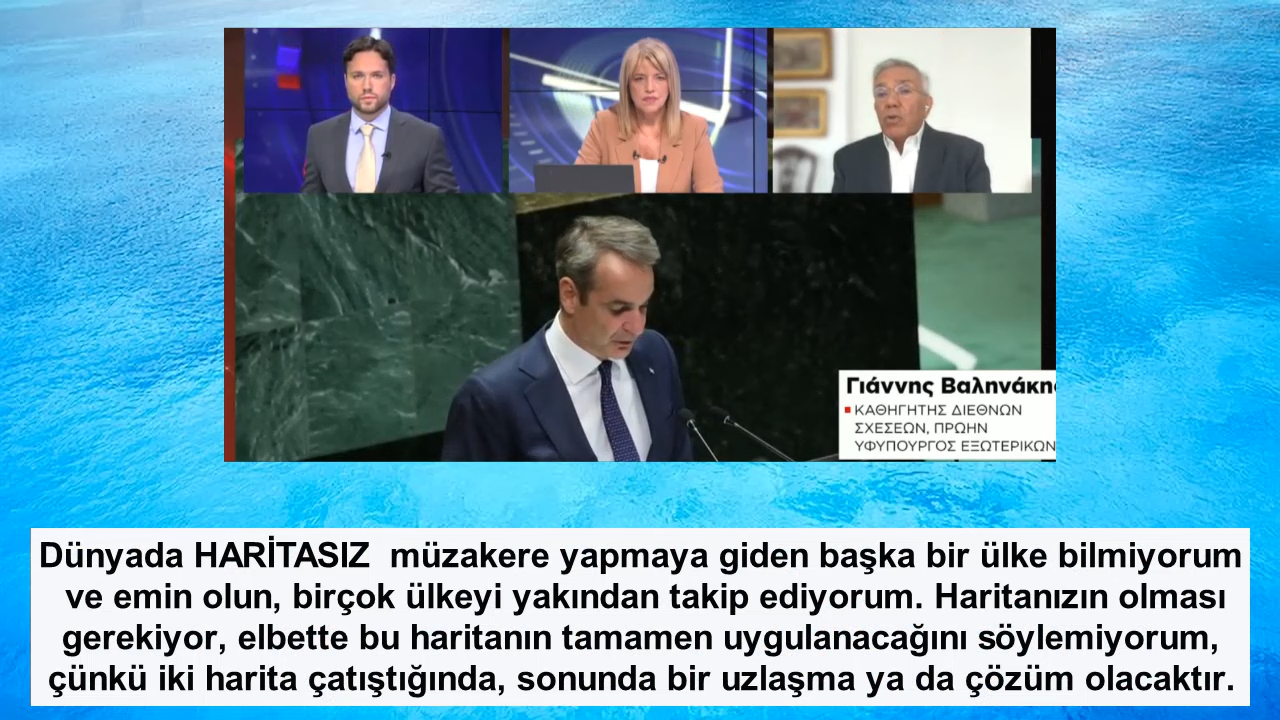 Γιάννης Βαληνάκης
ΚΑΘΗΓΗΤΗΣ ΔΙΕΘΝΩΝ
ΣΧΕΣΕΩΝ, ΠΡΩΗΝ
ΥΦΥΠΟΥΡΓΟΣ ΕΞΩΤΕΡΙΚΩΝ
Dünyada HARİTASIZ müzakere yapmaya giden başka bir ülke bilmiyorum
ve emin olun, birçok ülkeyi yakından takip ediyorum. Haritanızın olması
gerekiyor, elbette bu haritanın tamamen uygulanacağını söylemiyorum,
çünkü iki harita çatıştığında, sonunda bir uzlaşma ya da çözüm olacaktır.